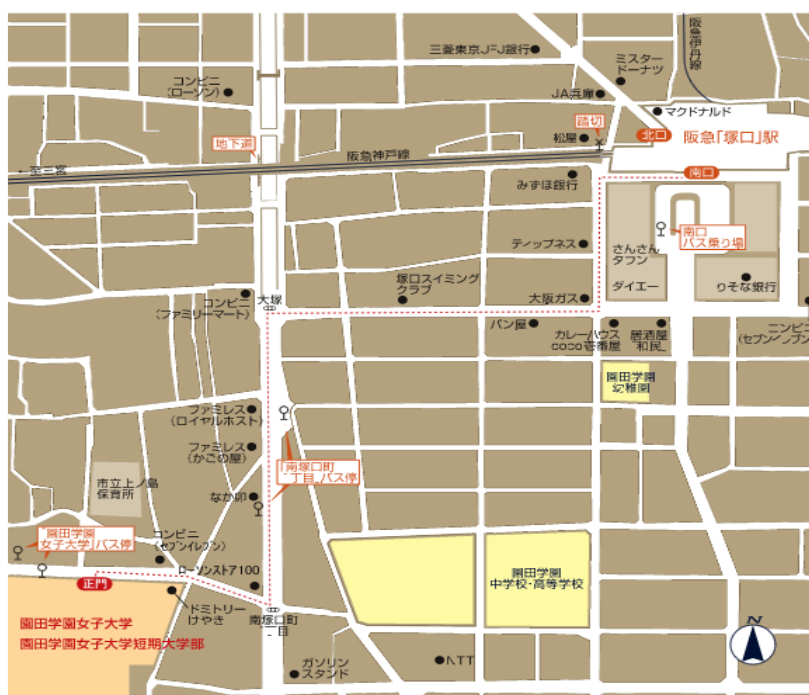 三菱東京UFJ銀行
阪急伊丹線
ミスター
ドーナツ
コンビニ
(ローソン)
JA兵庫
マクドナルド
踏切
北口
阪急「塚口」駅
松屋
地下道
阪急神戸線
←至三宮
南口
みずほ銀行
南口
バス乗り場
ティップネス
さんさん
タウン
塚口スイミング
クラブ
ダイエー
りそな銀行
大阪ガス
コンビニ
(ファミリーマート)
大塚
パン屋
カレーハウス
coco壱番屋
居酒屋
和民
コンビニ
(セブンイレブン)
園田学園
幼稚園
ファミレス
(ロイヤルホスト)
ファミレス
(かごの屋)
「南塚口町
丁目」バス停
市立上ノ島
保育所
なか卯
「園田学園
女子大学」バス停
コンビニ
(セブンイレブン)
ローソンストア100
園田学園
中学校・高等学校
正門
ドミトリー
けやき
南塚口町
目
園田学園女子大学
園田学園女子大学短期大学部
N
ガソリン
スタンド
NTT